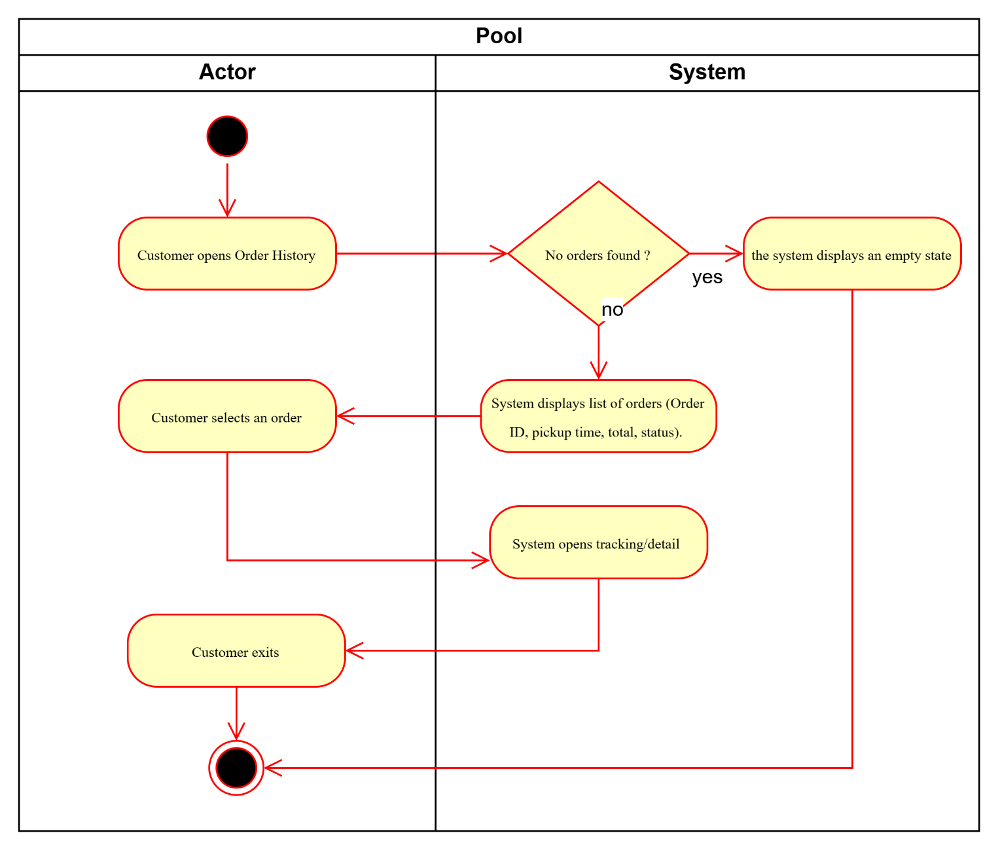 Pool
Actor
System
Customer opens Order History
No orders found ?
the system displays an empty state
yes
no
Customer selects an order
System displays list of orders (Order
ID, pickup time, total, status).
System opens tracking/detail
Customer exits